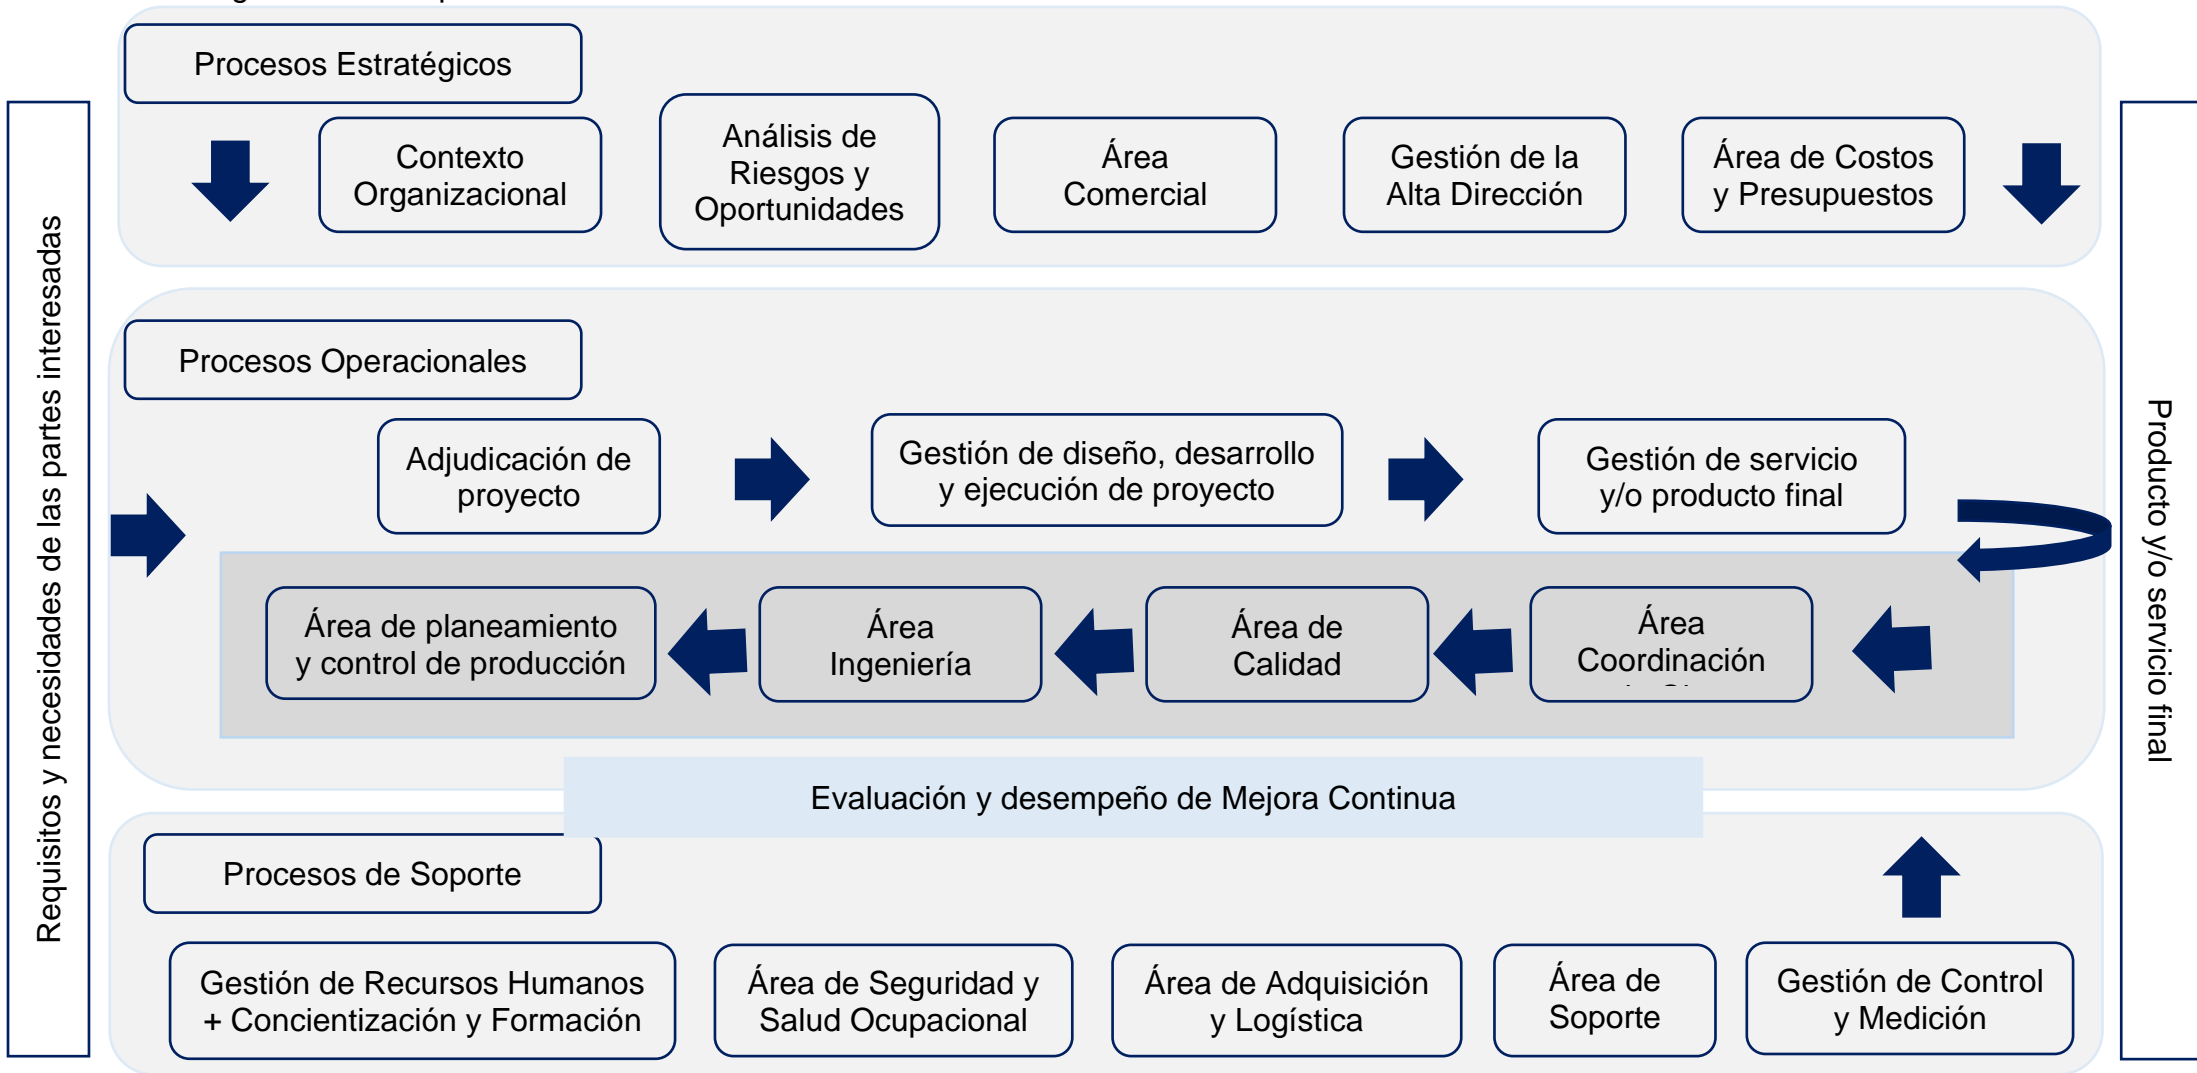 Procesos Estratégicos
Contexto
Organizacional
Análisis de
Riesgos y
Oportunidades
Área
Comercial
Gestión de la
Alta Dirección
Área de Costos
y Presupuestos
Requisitos y necesidades de las partes interesadas
Procesos Operacionales
Adjudicación de
proyecto
Gestión de diseño, desarrollo
y ejecución de proyecto
Gestión de servicio
y/o producto final
Área de planeamiento
y control de producción
Área
Ingeniería
Área de
Calidad
Área
Coordinación
Producto y/o servicio final
Evaluación y desempeño de Mejora Continua
Procesos de Soporte
Gestión de Recursos Humanos
+ Concientización y Formación
Área de Seguridad y
Salud Ocupacional
Área de Adquisición
y Logística
Área de
Soporte
Gestión de Control
y Medición